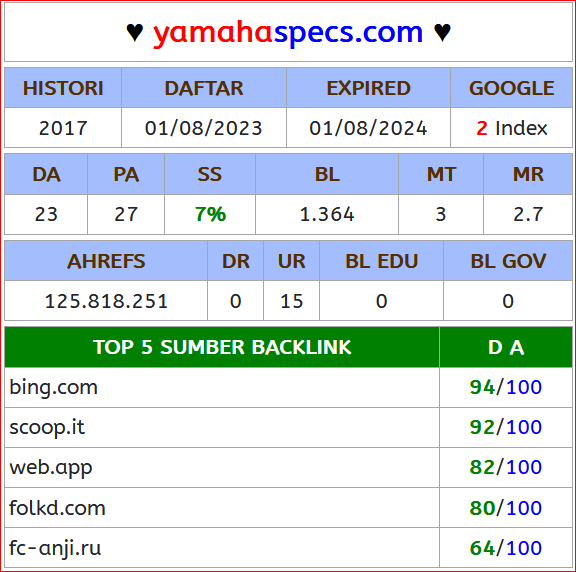 ♥ yamahaspecs.com ♥
HISTORI DAFTAR EXPIRED GOOGLE
2017 01/08/2023 01/08/2024 2 Index
DA PA SS BL MT MR
23 27 7% 1.364 3 2.7
AHREFS DR UR BL EDU BL GOV
125.818.251 0 15 0 0
TOP 5 SUMBER BACKLINK D A
bing.com 94/100
scoop.it 92/100
web.app 82/100
folkd.com 80/100
fc-anji.ru 64/100